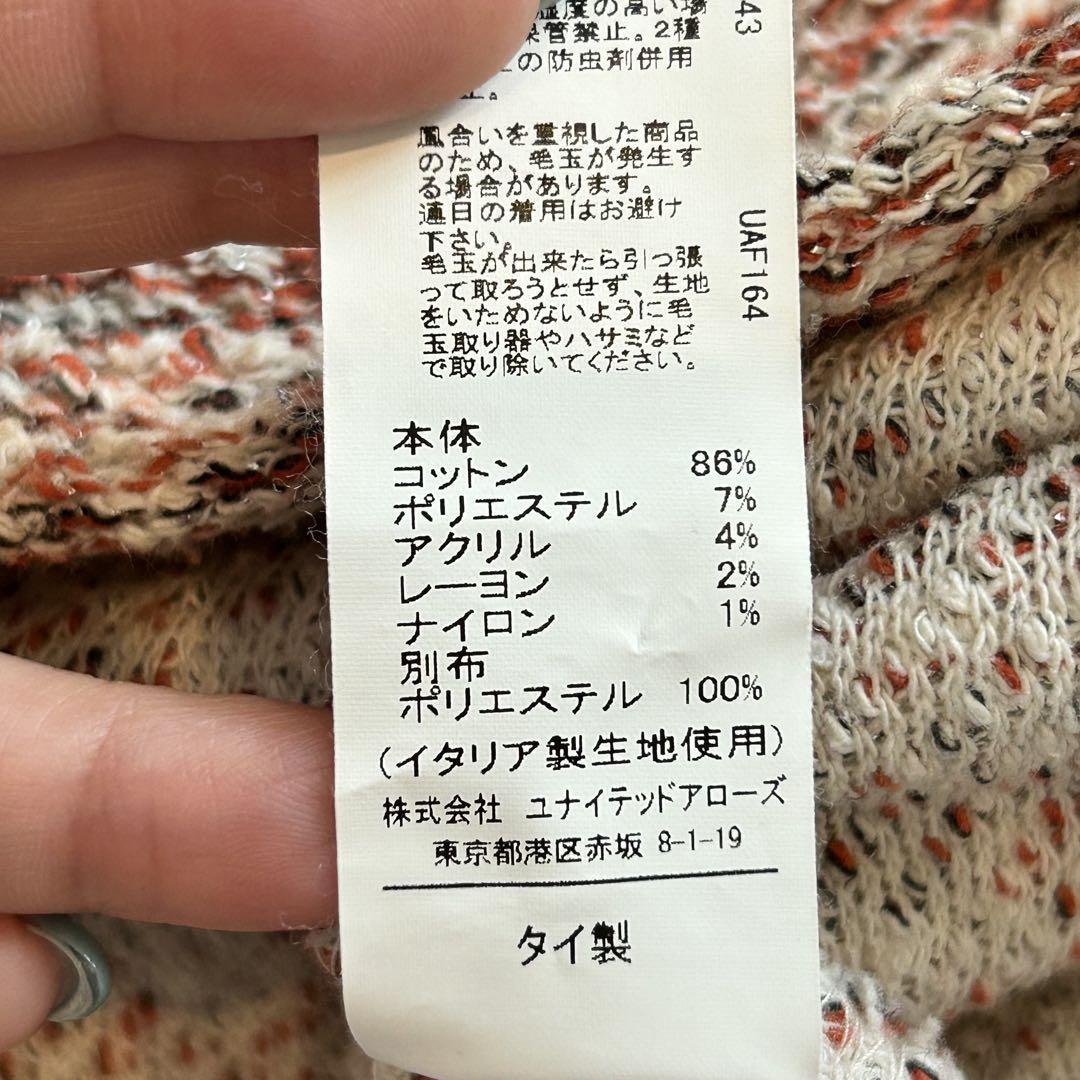 度の高い場
管禁止。2種
の防虫剤併用
止。
風合いを重視した商品
のため、毛玉が発生す
る場合があります。
連日の着用はお避け
下さい。
毛玉が出来たら引っ張
って取ろうとせず、生地
をいためないように毛
玉取り器やハサミなど
で取り除いてください。
本体
コットン 86%
ポリエステル 7%
アクリル 4%
レーヨン 2%
ナイロン 1%
別布
ポリエステル 100%
(イタリア製生地使用)
株式会社 ユナイテッドアローズ
東京都港区赤坂 8-1-19
タイ製
43
UAF164